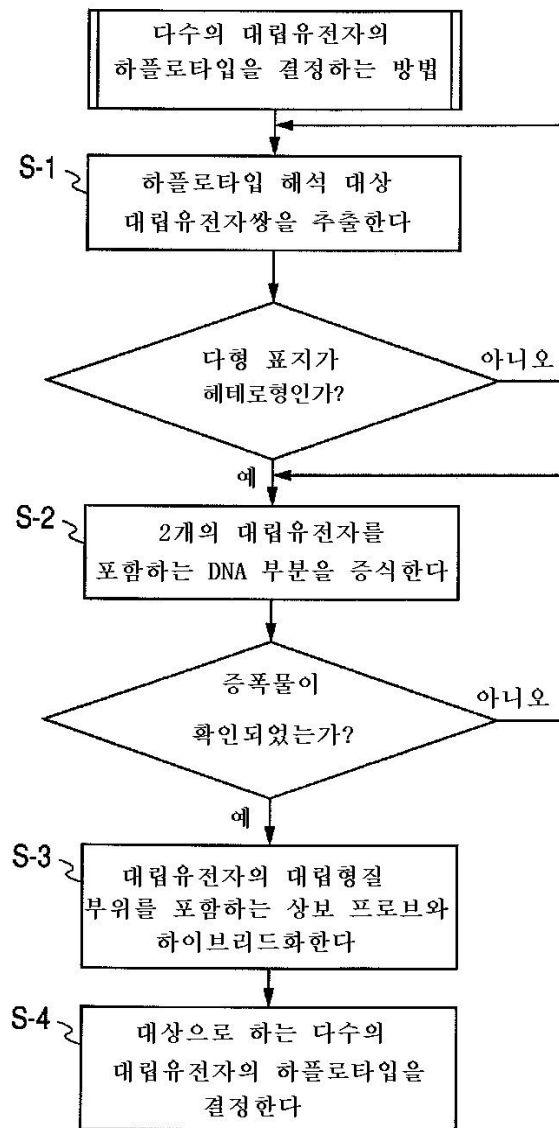 다수의 대립유전자의
하플로타입을 결정하는 방법
S-1
하플로타입 해석 대상
대립유전자쌍을 추출한다
다형 표지가
헤테로형인가?
아니오
예
S-2
2개의 대립유전자를
포함하는 DNA 부분을 증식한다
증폭물이
확인되었는가?
아니오
예
S-3
대립유전자의 대립형질
부위를 포함하는 상보 프로브와
하이브리드화한다
S-4
대상으로 하는 다수의
대립유전자의 하플로타입을
결정한다